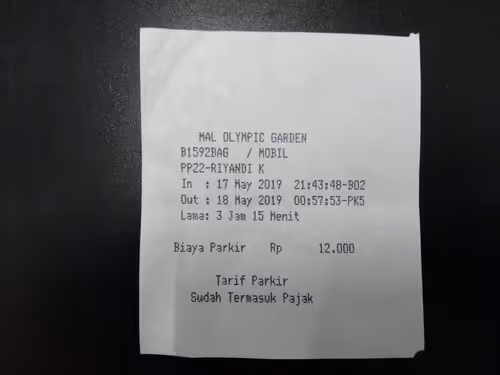 MAL OLYMPIC GARDEN
B1592BAG / MOBIL
PP22-RIYANDI K
In : 17 May 2019 21:43:48-B02
Out : 18 May 2019 00:57:53-PK5
Lama: 3 Jam 15 Menit
Biaya Parkir Rp 12.000
Tarif Parkir
Sudah Termasuk Pajak